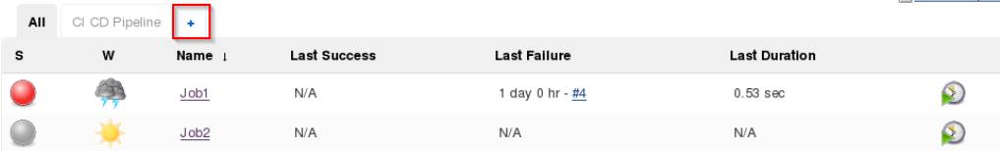 All CI CD Pipeline +
S W Name ↓ Last Success Last Failure Last Duration
Job1 N/A 1 day 0 hr - #4 0.53 sec
Job2 N/A N/A N/A